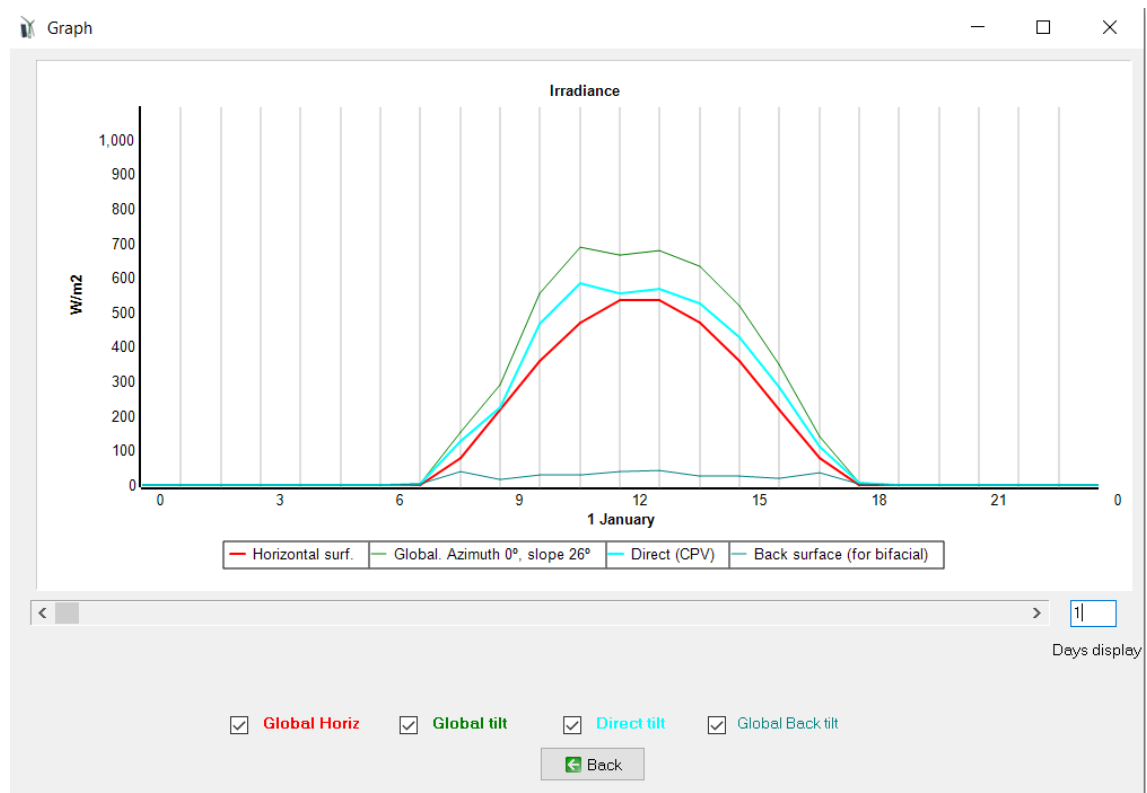 Graph
Irradiance
1,000
900
800
700
600
500
400
300
200
100
0
W/m2
0 3 6 9 12 15 18 21 0
1 January
Horizontal surf. Global. Azimuth 0º, slope 26º Direct (CPV) Back surface (for bifacial)
1
Days display
Global Horiz Global tilt Direct tilt Global Back tilt
Back